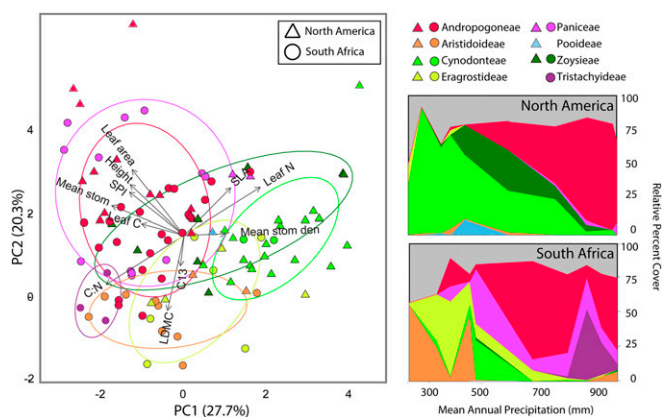 North America
South Africa
Andropogoneae
Aristidoideae
Cynodonteae
Eragrostideae
Paniceae
Pooideae
Zoysieae
Tristachyideae
4
2
0
-2
PC2 (20.3%)
-2
0
2
4
PC1 (27.7%)
Leaf area
Height
SPI
Mean stom
Leaf C
C:N
LDMC
C13
Leaf N
Mean stom den
North America
100
75
50
25
0
South Africa
100
75
50
25
0
Relative Percent Cover
300
500
700
900
Mean Annual Precipitation (mm)